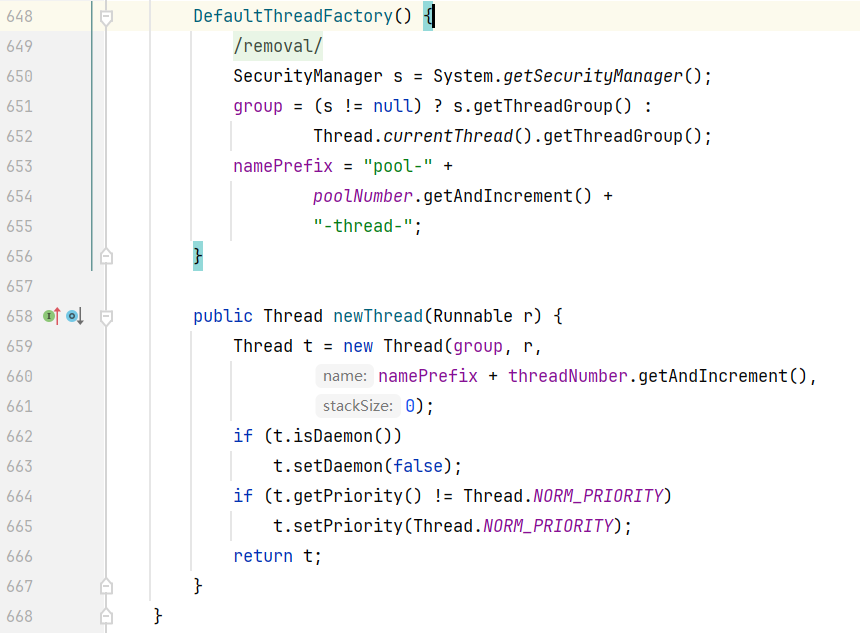 648 DefaultThreadFactory() {
649 /removal/
650 SecurityManager s = System.getSecurityManager();
651 group = (s != null) ? s.getThreadGroup() :
652 Thread.currentThread().getThreadGroup();
653 namePrefix = "pool-" +
654 poolNumber.getAndIncrement() +
655 "-thread-";
656 }
657
658 public Thread newThread(Runnable r) {
659 Thread t = new Thread(group, r,
660 name: namePrefix + threadNumber.getAndIncrement(),
661 stackSize: 0);
662 if (t.isDaemon())
663 t.setDaemon(false);
664 if (t.getPriority() != Thread.NORM_PRIORITY)
665 t.setPriority(Thread.NORM_PRIORITY);
666 return t;
667 }
668 }